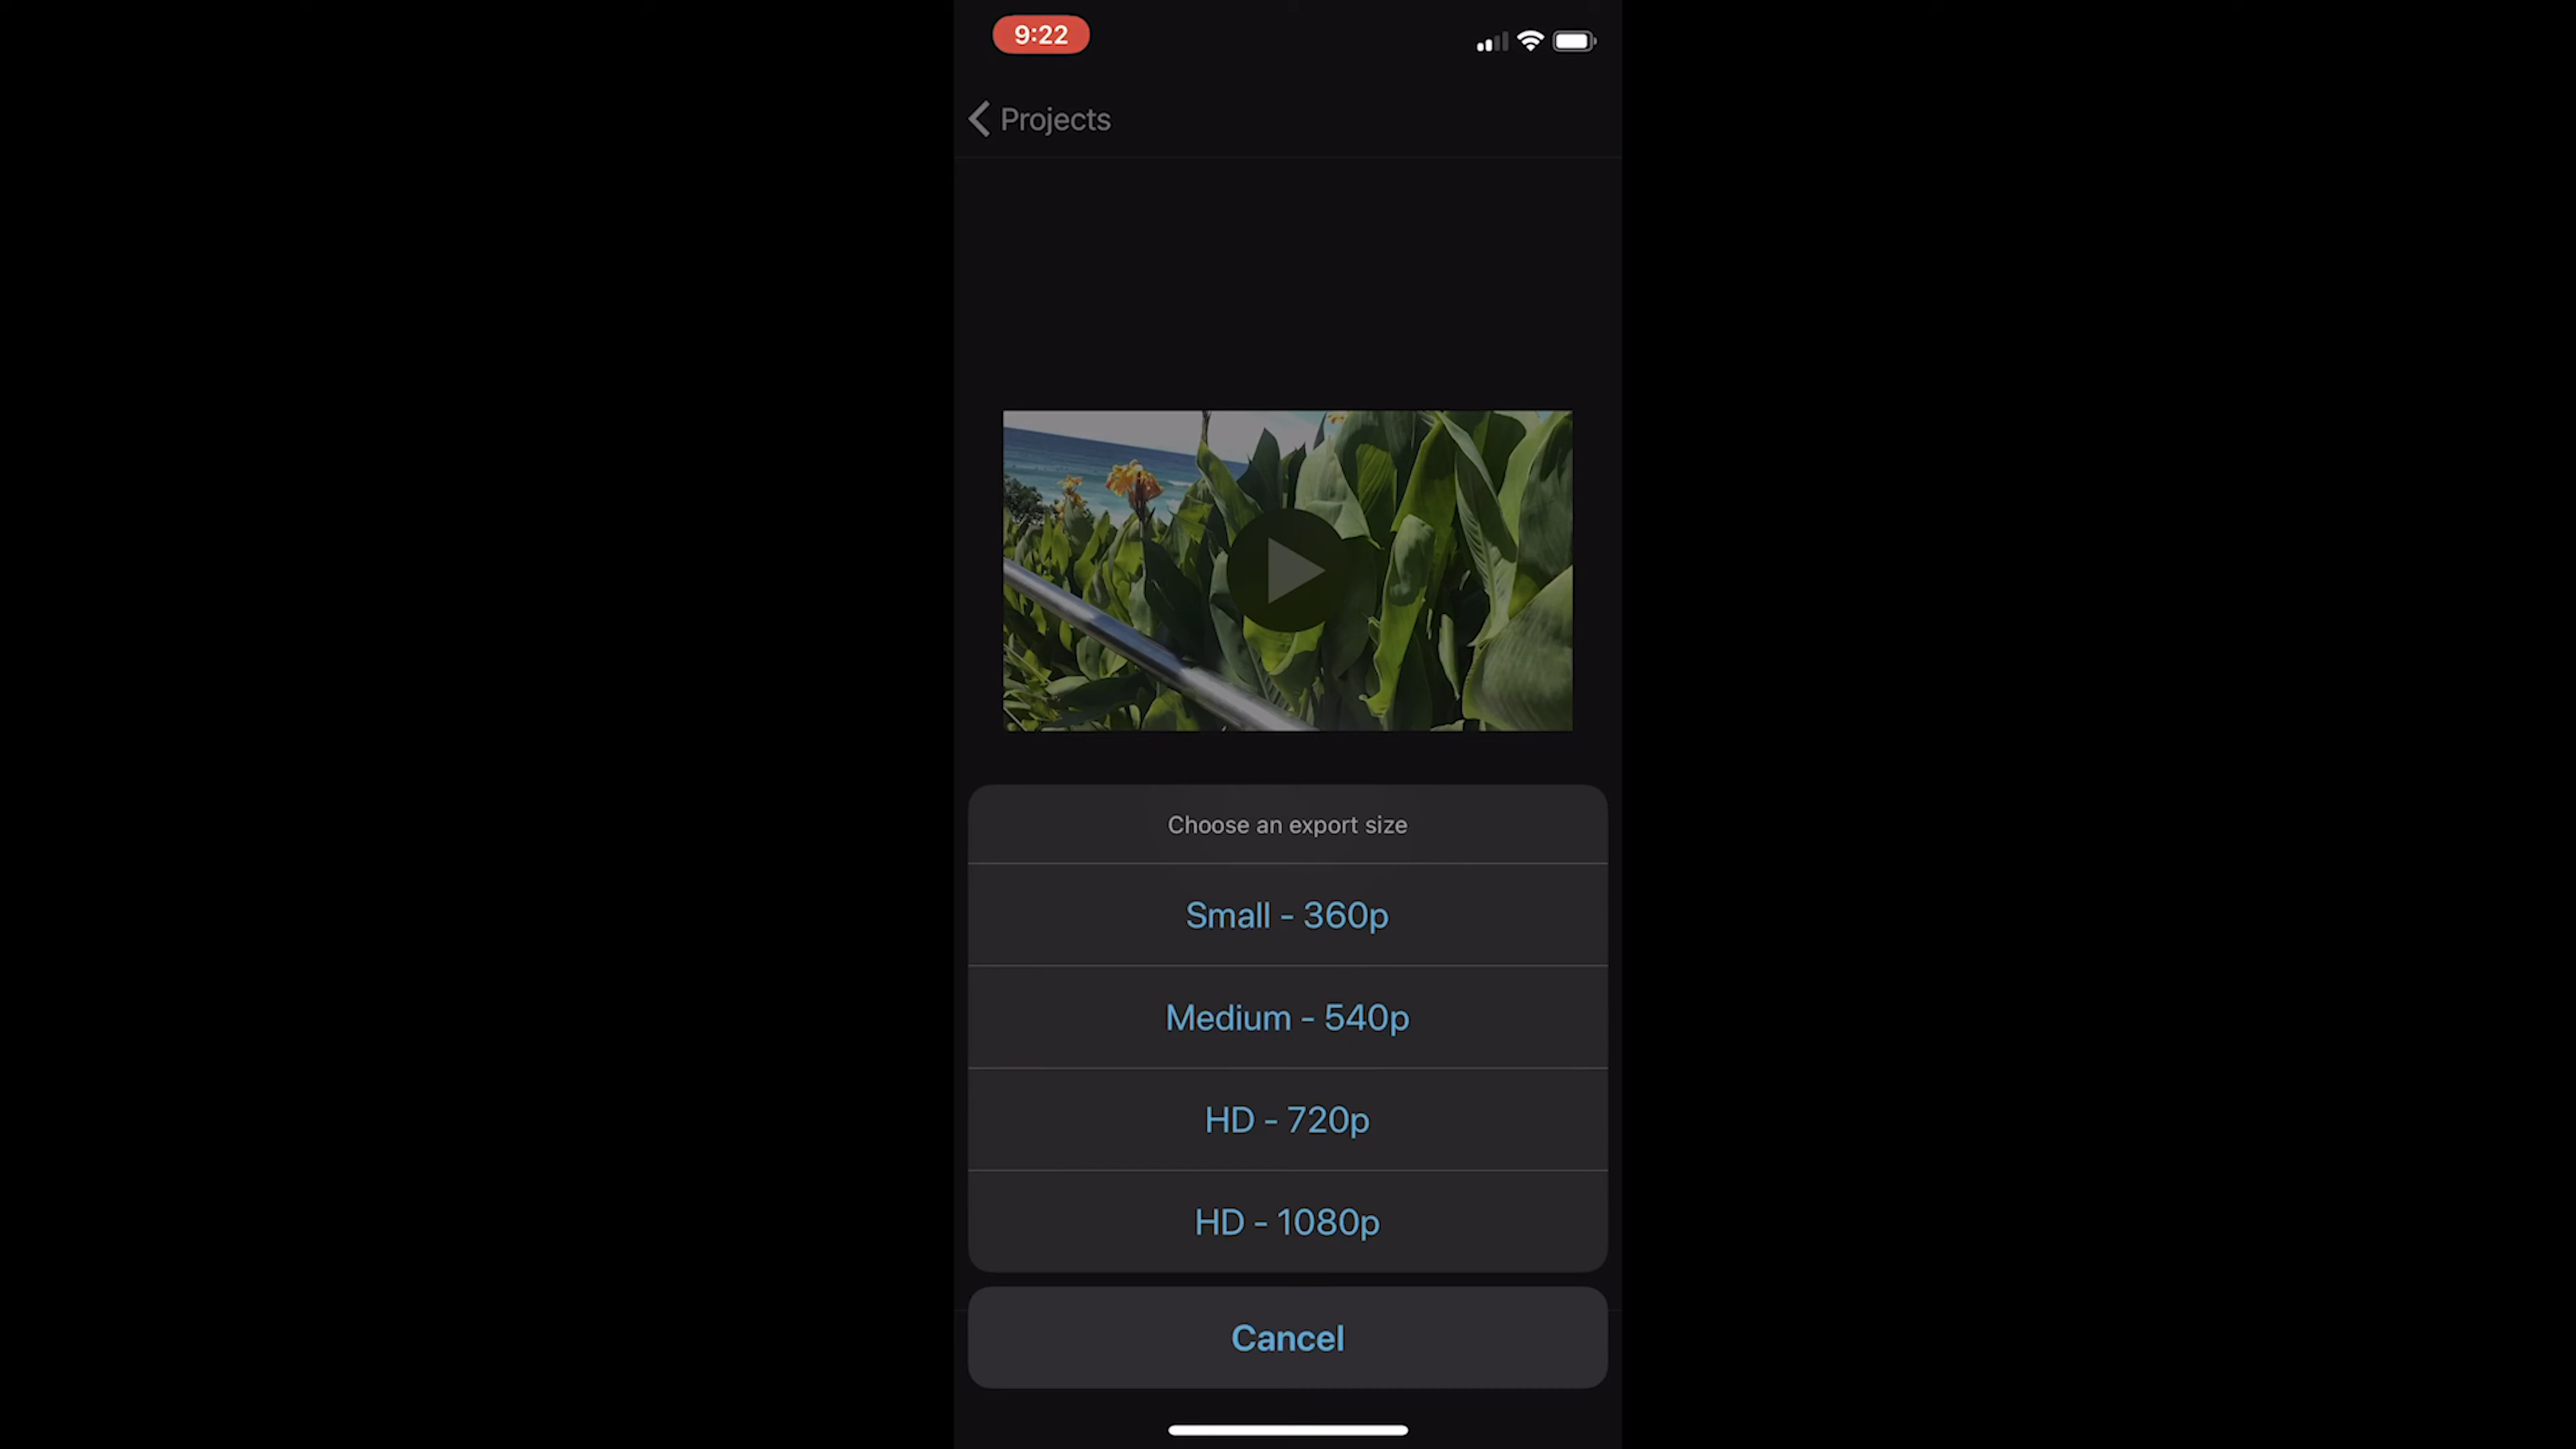 9:22
Projects
Choose an export size
Small - 360p
Medium - 540p
HD - 720p
HD - 1080p
Cancel